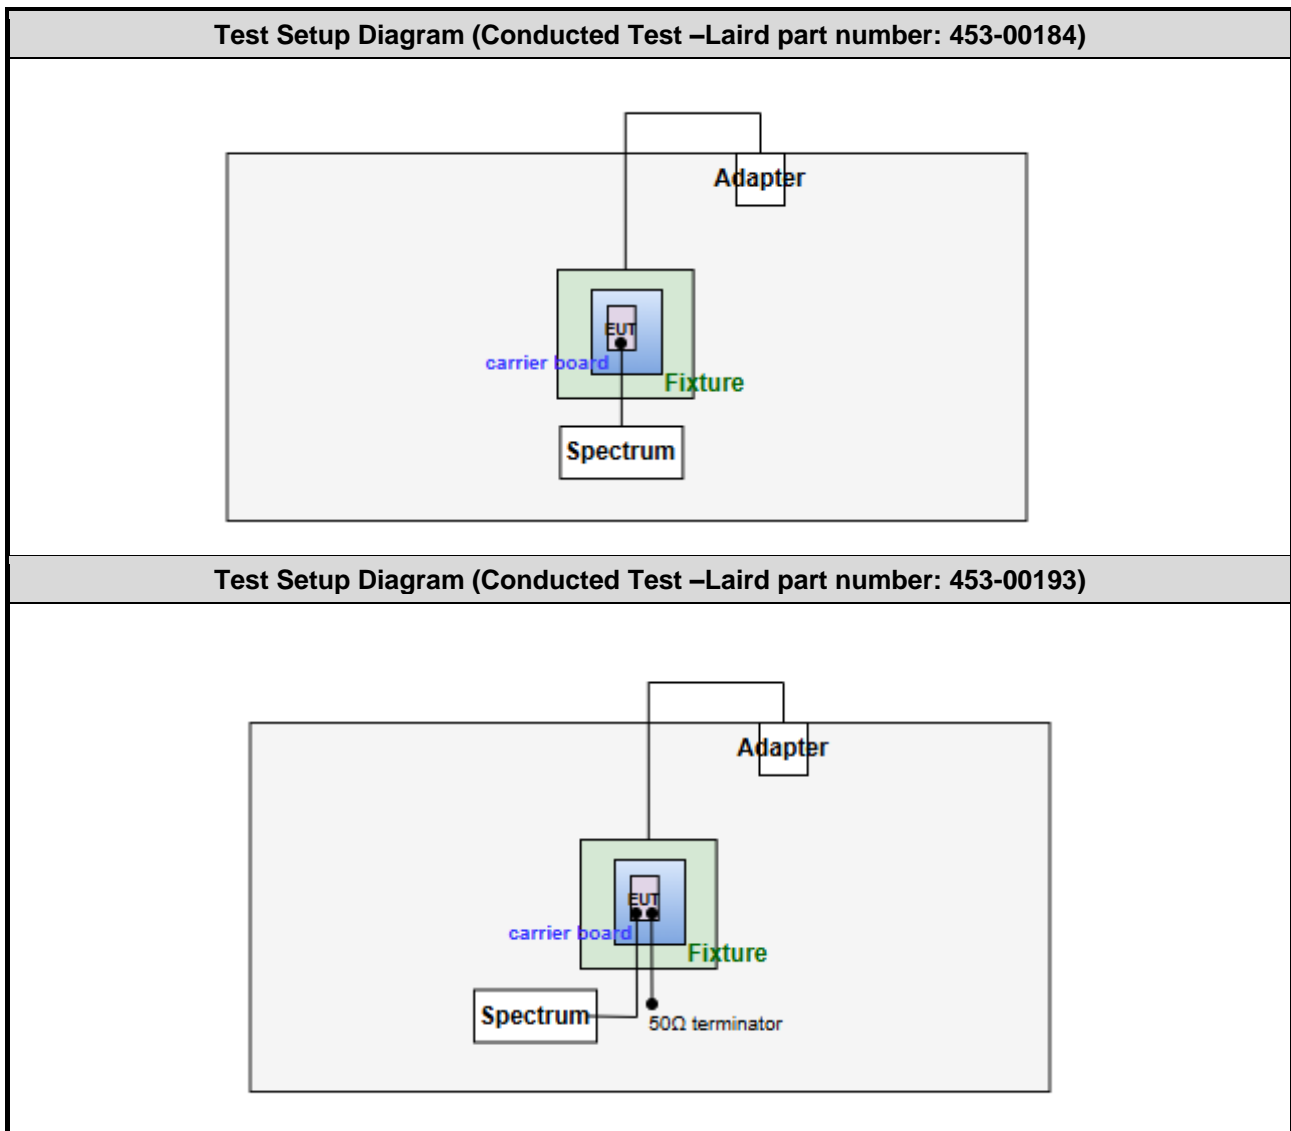 Test Setup Diagram (Conducted Test –Laird part number: 453-00184)
Adapter
EUT
carrier board
Fixture
Spectrum
Test Setup Diagram (Conducted Test –Laird part number: 453-00193)
Adapter
EUT
carrier board
Fixture
Spectrum
50Ω terminator